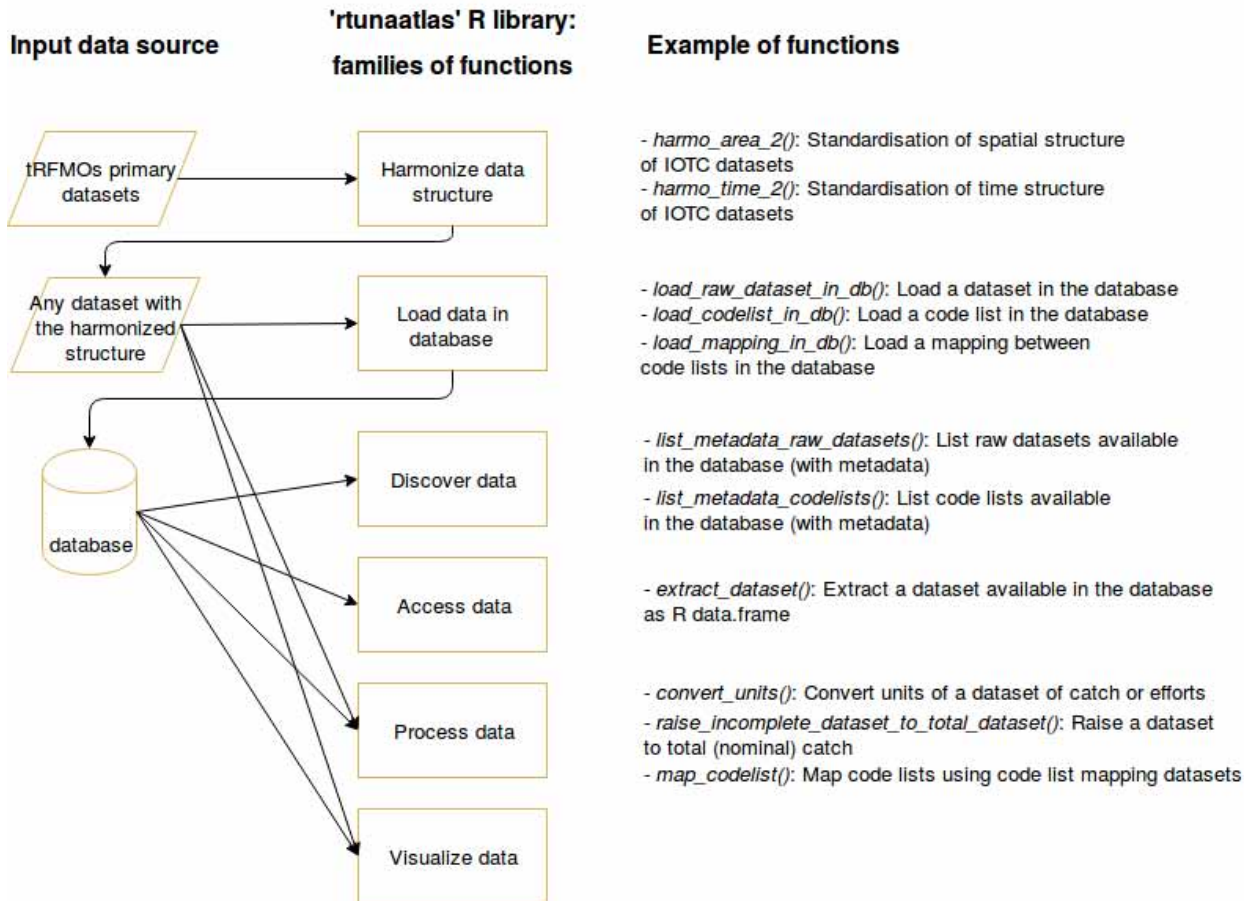 Input data source
'rtunaatlas' R library:
families of functions
Example of functions
tRFMOs primary
datasets
Harmonize data
structure
- harmo_area_2(): Standardisation of spatial structure
of IOTC datasets
- harmo_time_2(): Standardisation of time structure
of IOTC datasets
Any dataset with
the harmonized
structure
Load data in
database
- load_raw_dataset_in_db(): Load a dataset in the database
- load_codelist_in_db(): Load a code list in the database
- load_mapping_in_db(): Load a mapping between
code lists in the database
database
Discover data
- list_metadata_raw_datasets(): List raw datasets available
in the database (with metadata)
- list_metadata_codelists(): List code lists available
in the database (with metadata)
Access data
- extract_dataset(): Extract a dataset available in the database
as R data.frame
Process data
- convert_units(): Convert units of a dataset of catch or efforts
- raise_incomplete_dataset_to_total_dataset(): Raise a dataset
to total (nominal) catch
- map_codelist(): Map code lists using code list mapping datasets
Visualize data